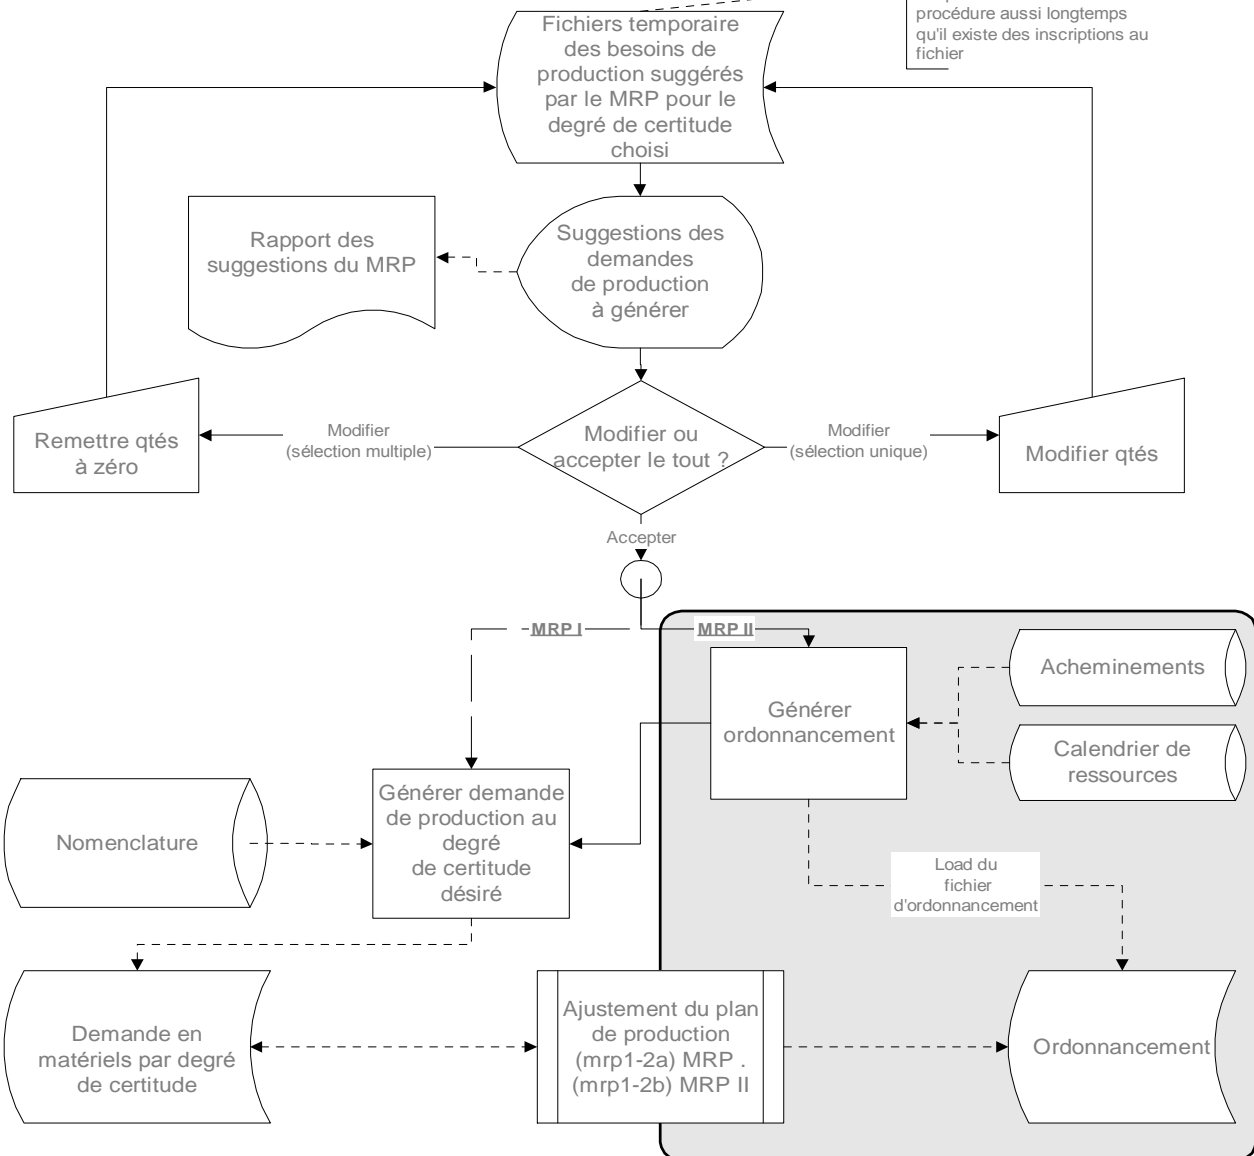 procédure aussi longtemps
qu'il existe des inscriptions au
fichier
Fichiers temporaire
des besoins de
production suggérés
par le MRP pour le
degré de certitude
choisi
Rapport des
suggestions du MRP
Suggestions des
demandes
de production
à générer
Remettre qtés
à zéro
Modifier
(sélection multiple)
Modifier ou
accepter le tout ?
Modifier
(sélection unique)
Modifier qtés
Accepter
MRP I
MRP II
Générer
ordonnancement
Acheminements
Calendrier de
ressources
Nomenclature
Générer demande
de production au
degré
de certitude
désiré
Load du
fichier
d'ordonnancement
Demande en
matériels par degré
de certitude
Ajustement du plan
de production
(mrp1-2a) MRP .
(mrp1-2b) MRP II
Ordonnancement